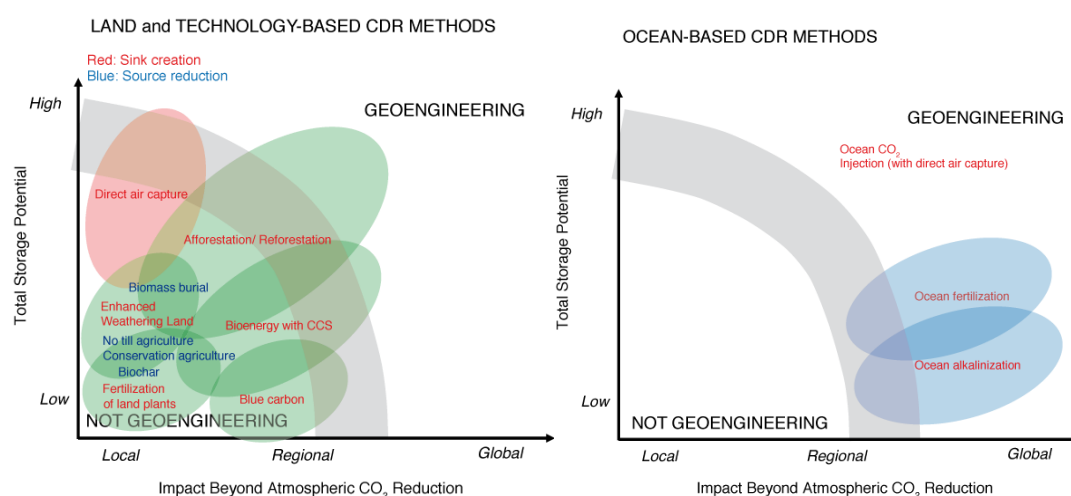 LAND and TECHNOLOGY-BASED CDR METHODS
Red: Sink creation
Blue: Source reduction
High
GEOENGINEERING
Total Storage Potential
Direct air capture
Afforestation/ Reforestation
Biomass burial
Enhanced
Weathering Land
Bioenergy with CCS
No till agriculture
Conservation agriculture
Biochar
Fertilization
of land plants
Blue carbon
Low
NOT GEOENGINEERING
Local
Regional
Global
Impact Beyond Atmospheric CO₂ Reduction
OCEAN-BASED CDR METHODS
High
GEOENGINEERING
Ocean CO₂
Injection (with direct air capture)
Total Storage Potential
Ocean fertilization
Ocean alkalinization
Low
NOT GEOENGINEERING
Local
Regional
Global
Impact Beyond Atmospheric CO₂ Reduction